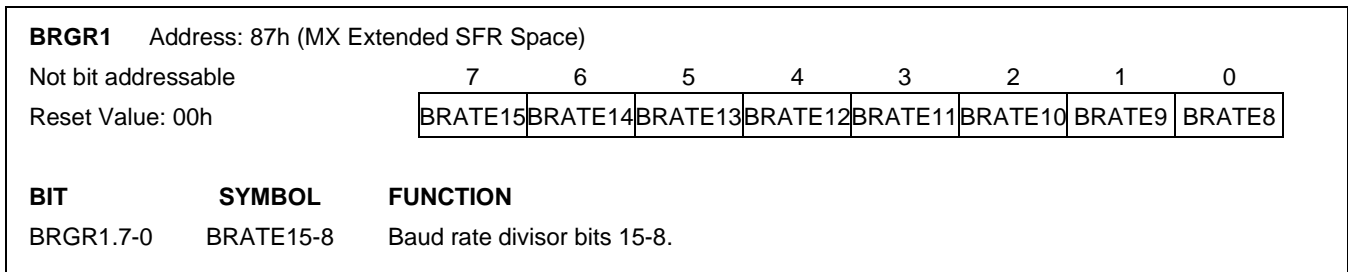 BRGR1 Address: 87h (MX Extended SFR Space)
Not bit addressable 7 6 5 4 3 2 1 0
Reset Value: 00h BRATE15 BRATE14 BRATE13 BRATE12 BRATE11 BRATE10 BRATE9 BRATE8
BIT SYMBOL FUNCTION
BRGR1.7-0 BRATE15-8 Baud rate divisor bits 15-8.